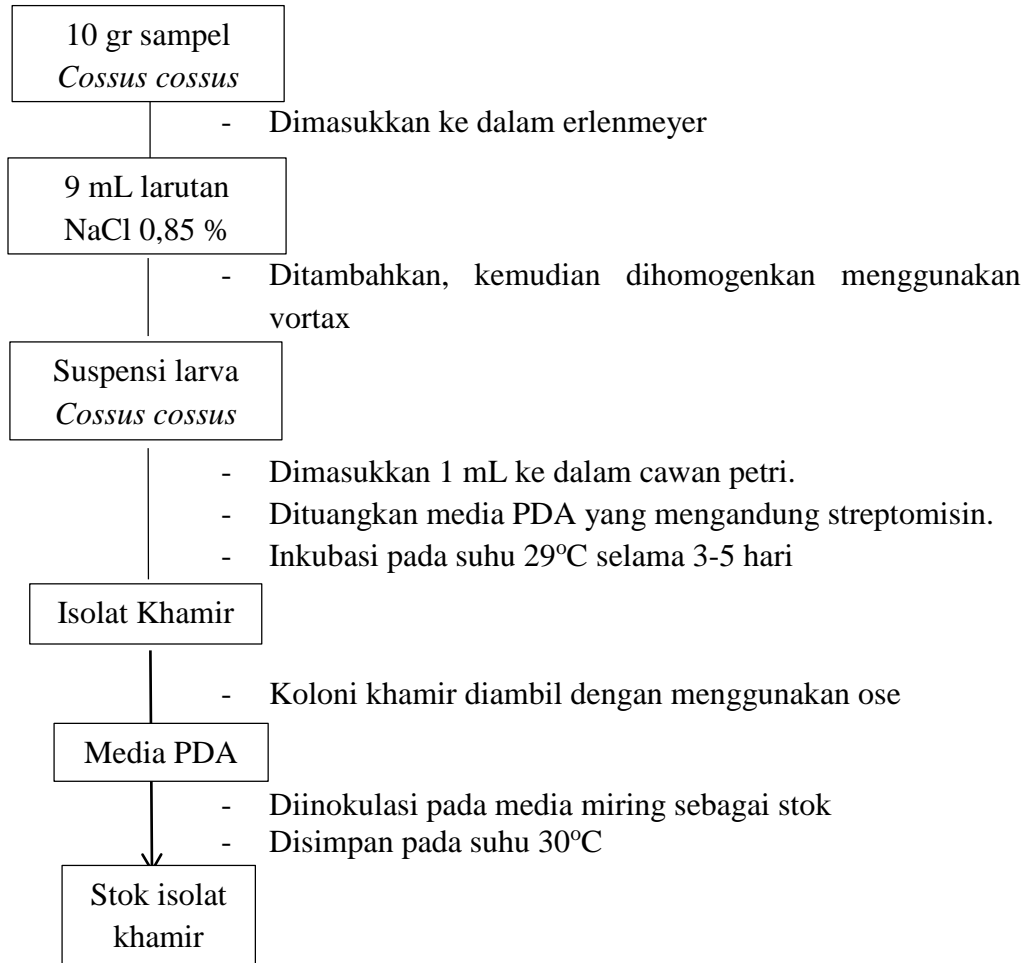 10 gr sampel
Cossus cossus
- Dimasukkan ke dalam erlenmeyer
9 mL larutan
NaCl 0,85 %
- Ditambahkan, kemudian dihomogenkan menggunakan
vortax
Suspensi larva
Cossus cossus
- Dimasukkan 1 mL ke dalam cawan petri.
- Dituangkan media PDA yang mengandung streptomisin.
- Inkubasi pada suhu 29ºC selama 3-5 hari
Isolat Khamir
- Koloni khamir diambil dengan menggunakan ose
Media PDA
- Diinokulasi pada media miring sebagai stok
- Disimpan pada suhu 30ºC
Stok isolat
khamir